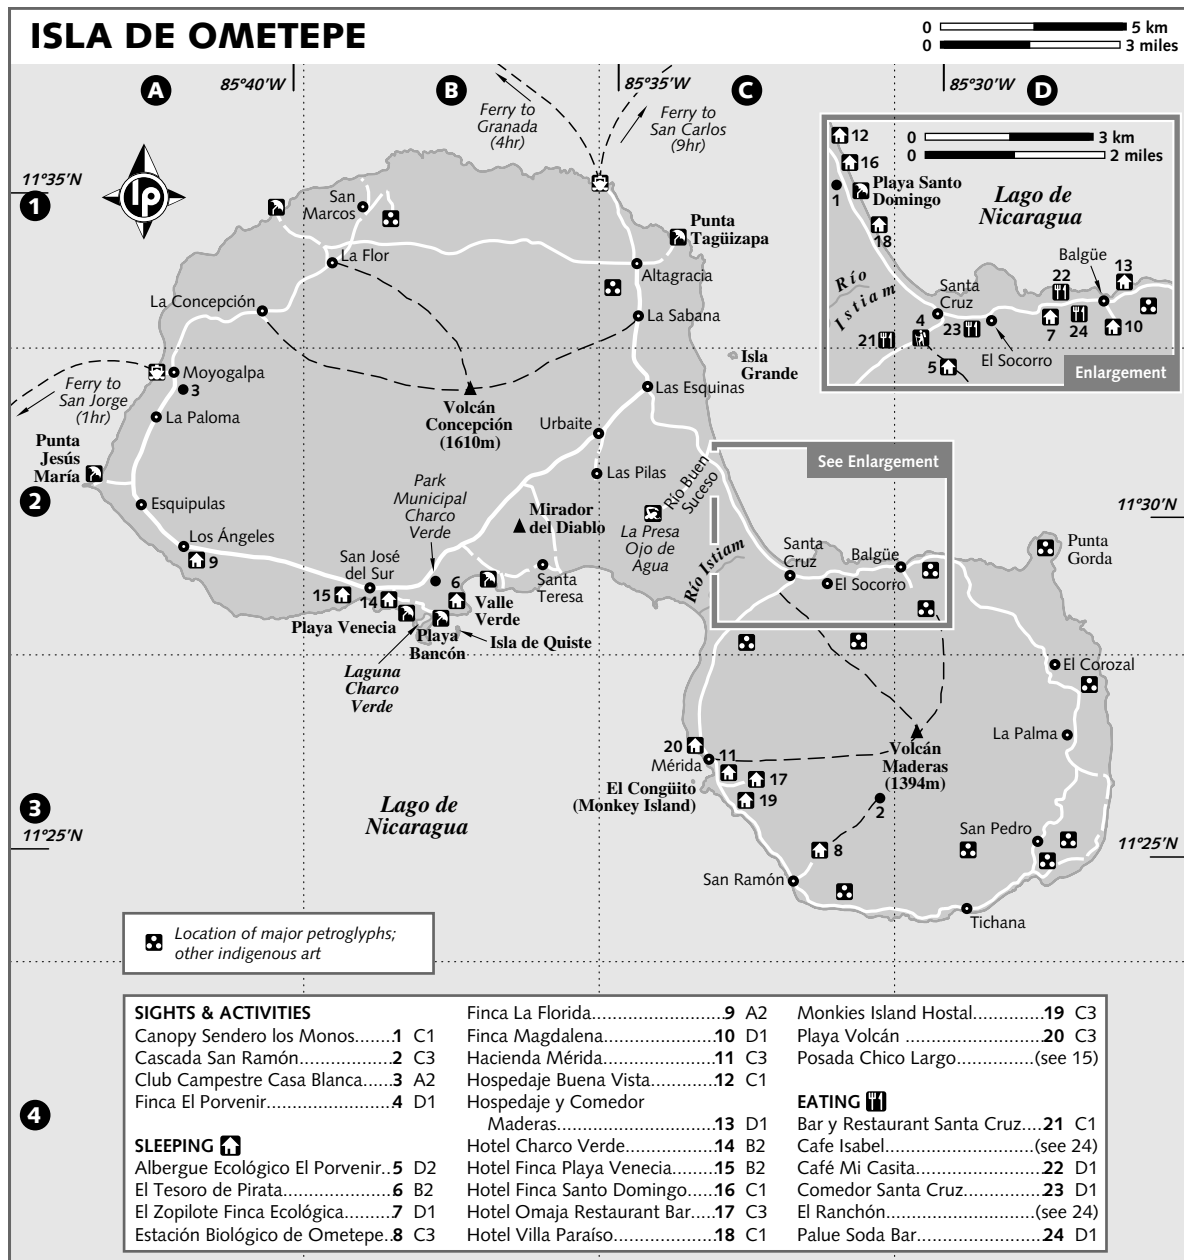 ISLA DE OMETEPE
0 5 km
0 3 miles
A
85°40'W
B
85°35'W
C
85°30'W
D
Ferry to
Granada
(4hr)
Ferry to
San Carlos
(9hr)
lp
11°35'N
1
San
Marcos
Punta
Tagüizapa
La Flor
Altagracia
La Concepción
La Sabana
Isla
Grande
Moyogalpa
3
Las Esquinas
Ferry to
San Jorge
(1hr)
La Paloma
Volcán
Concepción
(1610m)
Urbaite
Punta
Jesús
María
Las Pilas
Park
Municipal
Charco
Verde
2
Esquipulas
Mirador
del Diablo
Río Buen
Suceso
La Presa
Ojo de
Agua
Los Ángeles
9
San José
del Sur
6
15
14
Valle
Verde
Santa
Teresa
Playa Venecia
Playa
Bancón
Isla de Quiste
Laguna
Charco
Verde
Río Istiam
0 3 km
0 2 miles
12
16
Playa Santo
Domingo
1
18
Lago de
Nicaragua
Río
Istiam
Santa
Cruz
Balgüe
22
13
4
23
21
7
24
10
El Socorro
5
Enlargement
See Enlargement
11°30'N
Punta
Gorda
Santa
Cruz
Balgüe
El Socorro
El Corozal
La Palma
20
Mérida
11
17
19
El Congüito
(Monkey Island)
Volcán
Maderas
(1394m)
2
3
11°25'N
Lago de
Nicaragua
San Pedro
11°25'N
8
San Ramón
Tichana
Location of major petroglyphs;
other indigenous art
4
SIGHTS & ACTIVITIES
Canopy Sendero los Monos.....1 C1
Cascada San Ramón...............2 C3
Club Campestre Casa Blanca.....3 A2
Finca El Porvenir....................4 D1
SLEEPING
Albergue Ecológico El Porvenir..5 D2
El Tesoro de Pirata..................6 B2
El Zopilote Finca Ecológica.......7 D1
Estación Biológico de Ometepe..8 C3
Finca La Florida......................9 A2
Finca Magdalena....................10 D1
Hacienda Mérida....................11 C3
Hospedaje Buena Vista...........12 C1
Hospedaje y Comedor
Maderas.............................13 D1
Hotel Charco Verde................14 B2
Hotel Finca Playa Venecia........15 B2
Hotel Finca Santo Domingo.....16 C1
Hotel Omaja Restaurant Bar....17 C3
Hotel Villa Paraíso..................18 C1
Monkies Island Hostal............19 C3
Playa Volcán ........................20 C3
Posada Chico Largo.............(see 15)
EATING
Bar y Restaurant Santa Cruz....21 C1
Cafe Isabel..........................(see 24)
Café Mi Casita......................22 D1
Comedor Santa Cruz..............23 D1
El Ranchón..........................(see 24)
Palue Soda Bar......................24 D1